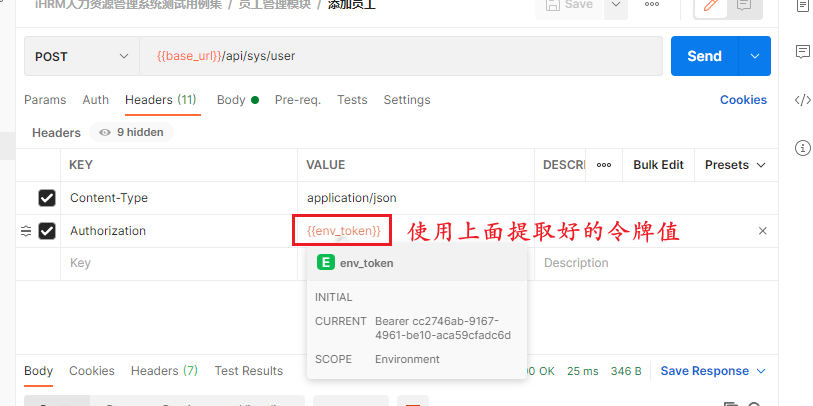 iHRM人力资源管理系统测试用例集 / 员工管理模块 / 添加员工
Save
POST {{base_url}}/api/sys/user Send
Params Auth Headers (11) Body Pre-req. Tests Settings Cookies
Headers 9 hidden
KEY VALUE DESCRI ••• Bulk Edit Presets
Content-Type application/json
Authorization {{env_token}} 使用上面提取好的令牌值
Key Description
E env_token
INITIAL
CURRENT Bearer cc2746ab-9167-
4961-be10-aca59cfadc6d
SCOPE Environment
Body Cookies Headers (7) Test Results 00 OK 25 ms 346 B Save Response